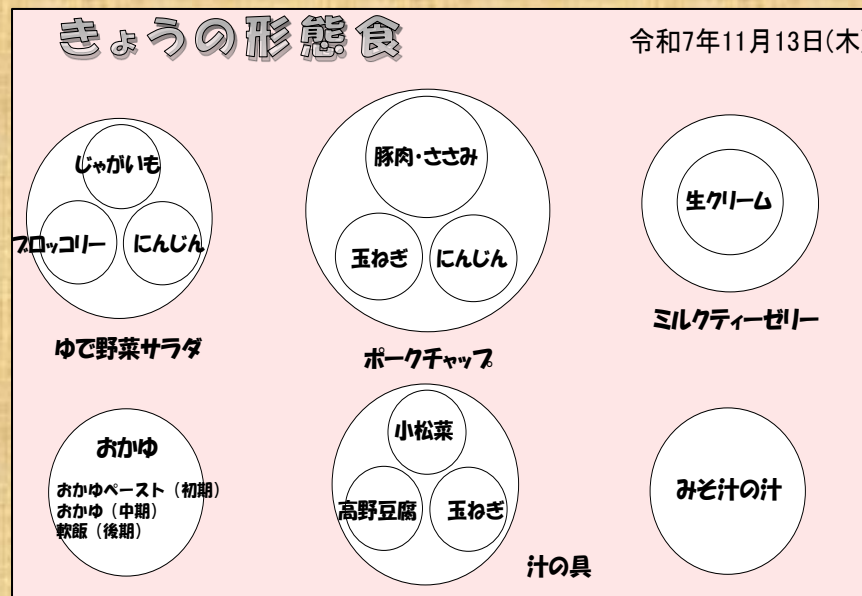 きょうの形態食
令和7年11月13日(木)
じゃがいも
ブロッコリー
にんじん
ゆで野菜サラダ
豚肉・ささみ
玉ねぎ
にんじん
ポークチャップ
生クリーム
ミルクティーゼリー
おかゆ
おかゆペースト（初期）
おかゆ（中期）
軟飯（後期）
小松菜
高野豆腐
玉ねぎ
汁の具
みそ汁の汁